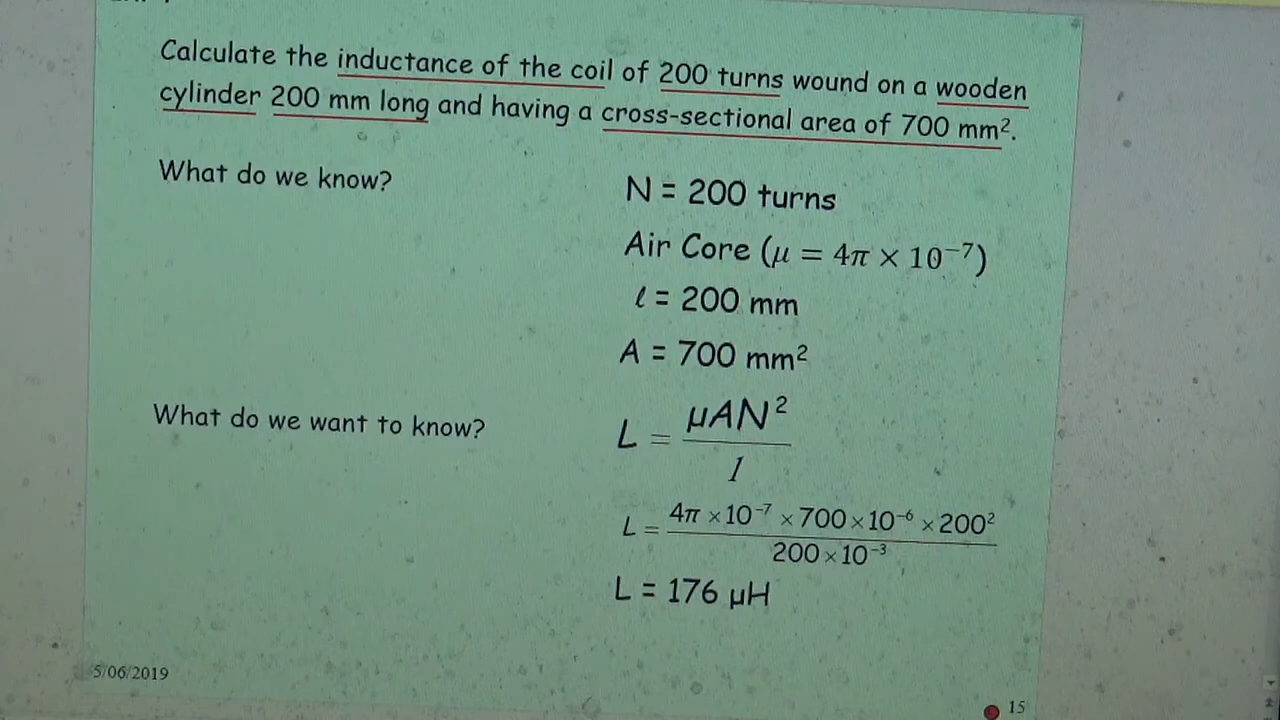 Calculate the inductance of the coil of 200 turns wound on a wooden
cylinder 200 mm long and having a cross-sectional area of 700 mm².
What do we know?
N = 200 turns
Air Core (μ = 4π × 10⁻⁷)
ℓ = 200 mm
A = 700 mm²
What do we want to know?
L = μAN² / l
L = 4π ×10⁻⁷ ×700×10⁻⁶ ×200² / 200×10⁻³
L = 176 μH
5/06/2019
15